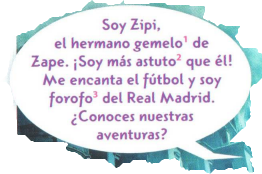 Soy Zipi,
el hermano gemelo¹ de
Zape. ¡Soy más astuto² que él!
Me encanta el fútbol y soy
forofo³ del Real Madrid.
¿Conoces nuestras
aventuras?